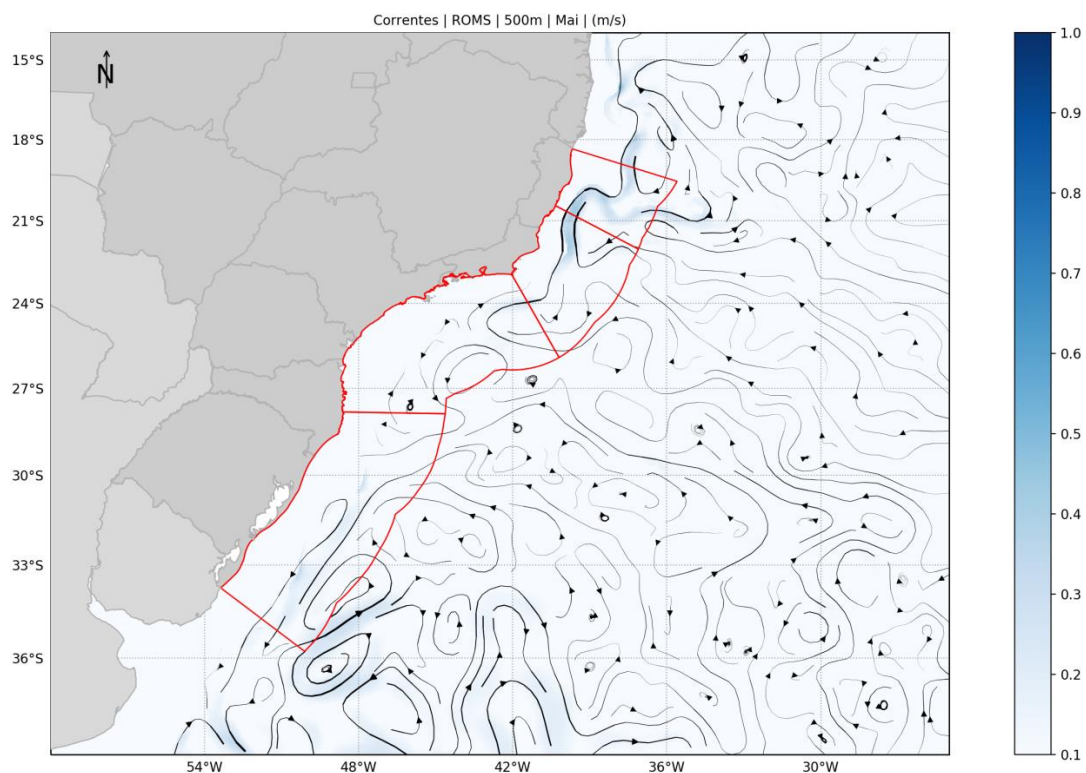 Correntes | ROMS | 500m | Mai | (m/s)
N
15°S
18°S
21°S
24°S
27°S
30°S
33°S
36°S
54°W
48°W
42°W
36°W
30°W
1.0
0.9
0.8
0.7
0.6
0.5
0.4
0.3
0.2
0.1